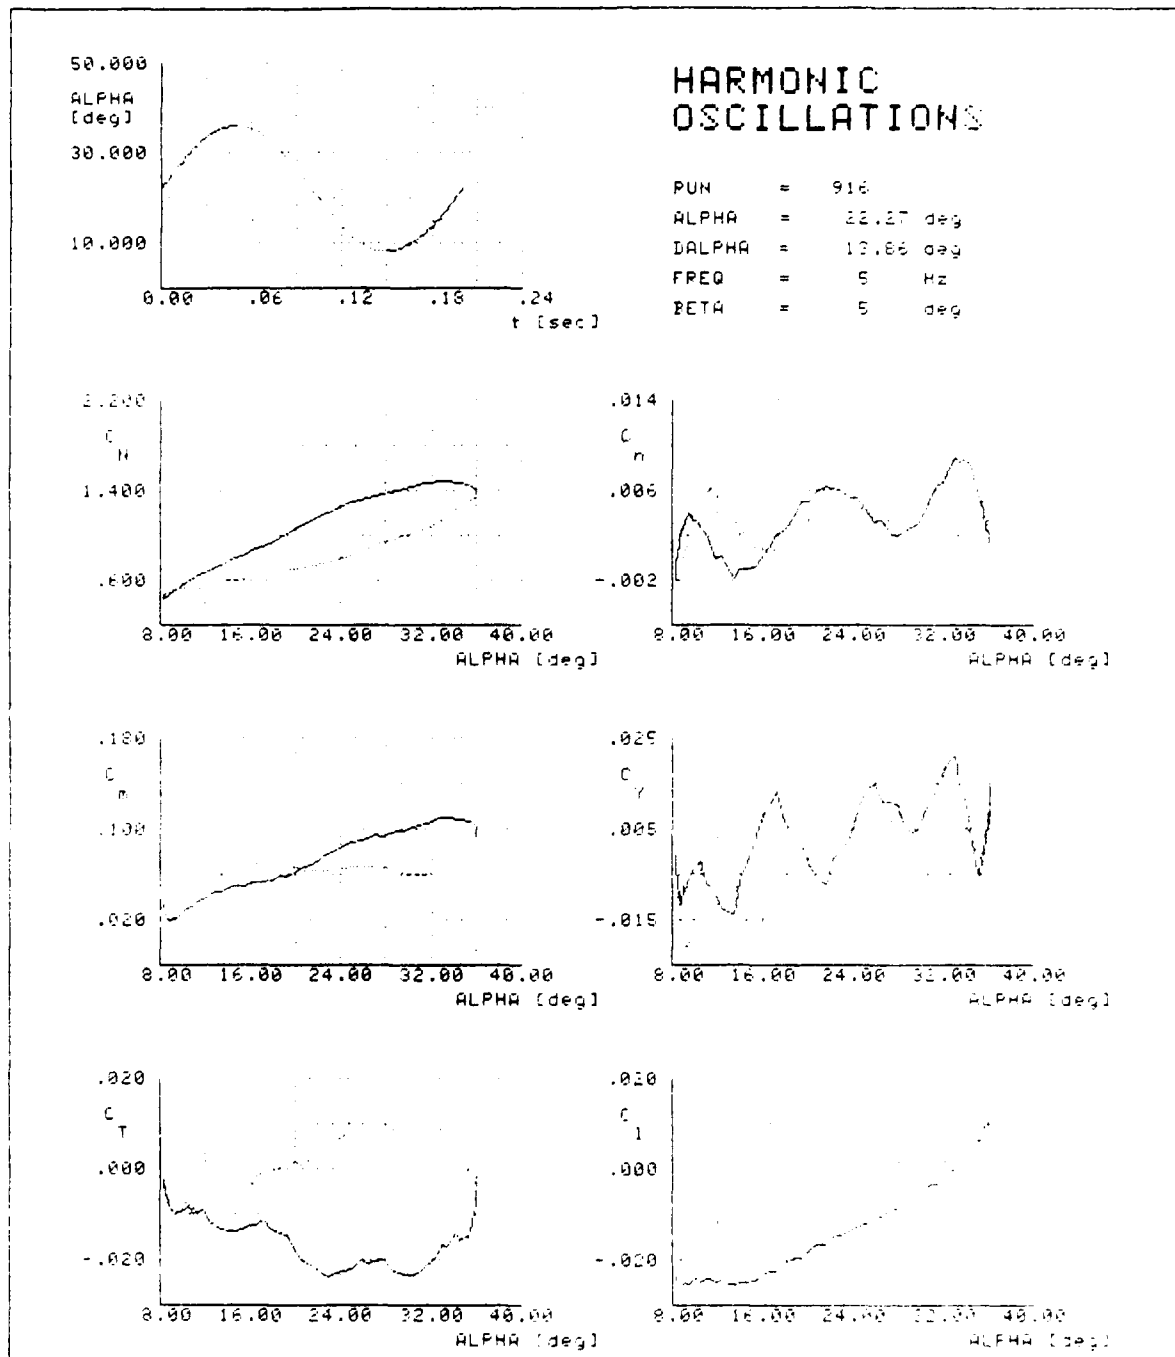 HARMONIC
OSCILLATIONS
RUN = 916
ALPHA = 22.27 deg
DALPHA = 13.86 deg
FREQ = 5 Hz
BETA = 5 deg
50.000
ALPHA
[deg]
30.000
10.000
0.00 .06 .12 .18 .24
t [sec]
2.200
C N
1.400
.600
8.00 16.00 24.00 32.00 40.00
ALPHA [deg]
.014
C n
.006
-.002
8.00 16.00 24.00 32.00 40.00
ALPHA [deg]
.180
C m
.100
.020
8.00 16.00 24.00 32.00 40.00
ALPHA [deg]
.025
C Y
.005
-.015
8.00 16.00 24.00 32.00 40.00
ALPHA [deg]
.020
C T
.000
-.020
8.00 16.00 24.00 32.00 40.00
ALPHA [deg]
.020
C l
.000
-.020
8.00 16.00 24.00 32.00 40.00
ALPHA [deg]